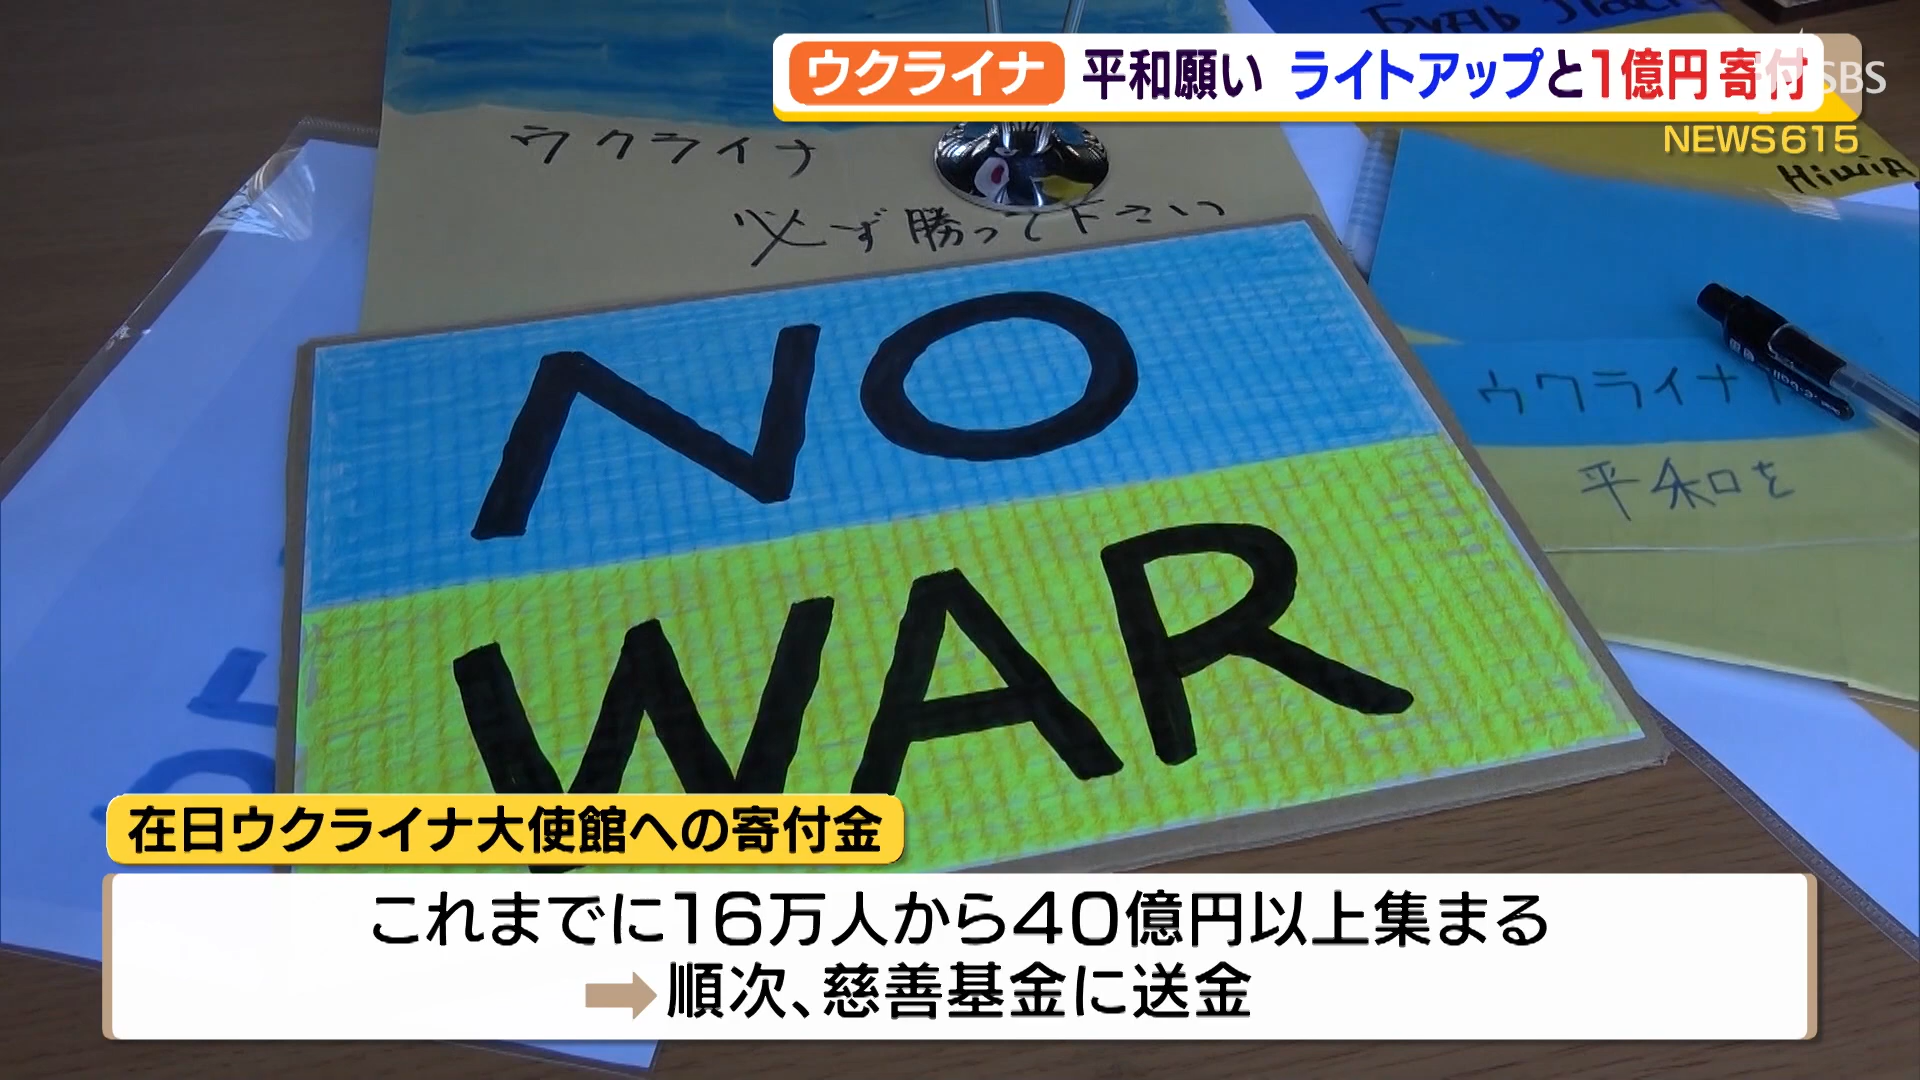 ウクライナ 平和願い ライトアップと1億円寄付
SBS
NEWS615
ウクライナ
必ず勝って下さい
NO
WAR
ウクライナに
平和を
在日ウクライナ大使館への寄付金
これまでに16万人から40億円以上集まる
➡順次、慈善基金に送金